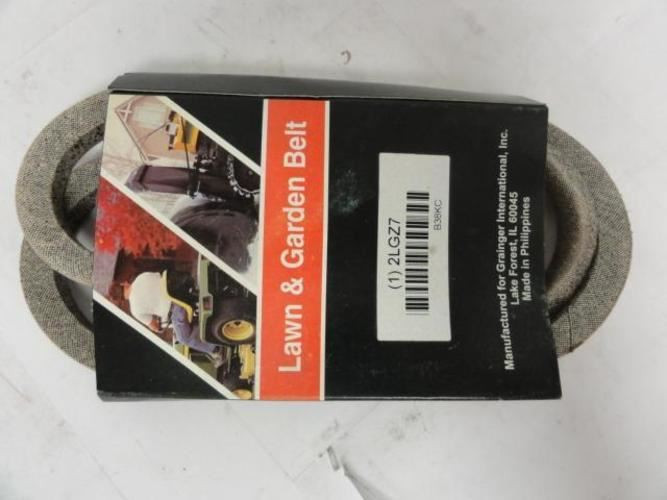 Lawn & Garden Belt
(1) 2LGZ7
B38KC
Manufactured for Grainger International, Inc.
Lake Forest, IL 60045
Made in Philippines